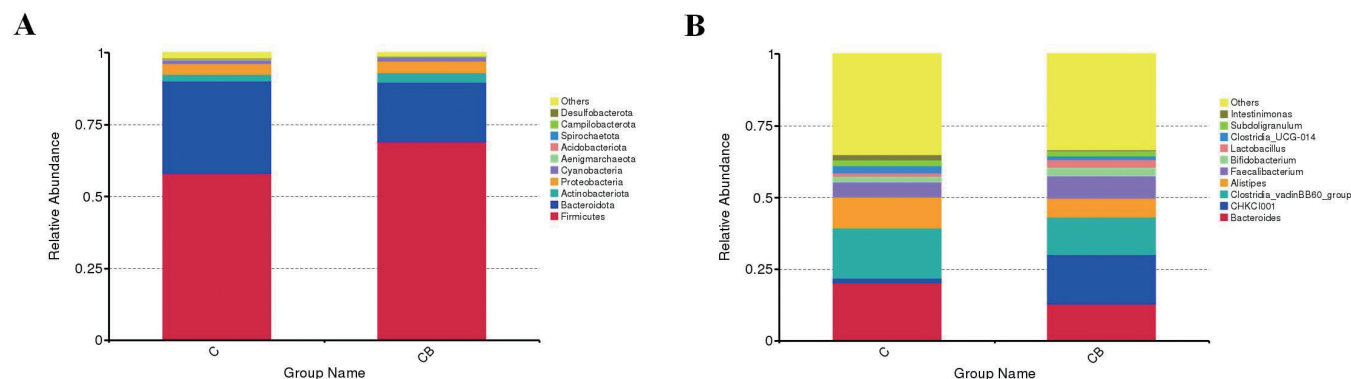 A
Relative Abundance
1
0.75
0.5
0.25
0
C
CB
Group Name
Others
Desulfobacterota
Campilobacterota
Spirochaetota
Acidobacteriota
Aenigmarchaeota
Cyanobacteria
Proteobacteria
Actinobacteriota
Bacteroidota
Firmicutes
B
Relative Abundance
1
0.75
0.5
0.25
0
C
CB
Group Name
Others
Intestinimonas
Subdoligranulum
Clostridia_UCG-014
Lactobacillus
Bifidobacterium
Faecalibacterium
Alistipes
Clostridia_vadinBB60_group
CHKCI001
Bacteroides